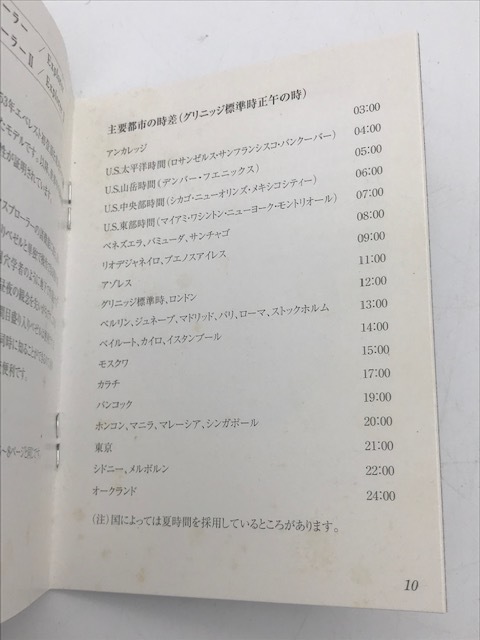 ーラー / Explor
ーラーⅡ / Explor
主要都市の時差(グリニッジ標準時正午の時)
アンカレッジ 03:00
U.S.太平洋時間(ロサンゼルス・サンフランシスコ・バンクーバー) 04:00
U.S.山岳時間(デンバー・フエニックス) 05:00
U.S.中央部時間(シカゴ・ニューオリンズ・メキシコシティー) 06:00
U.S.東部時間(マイアミ・ワシントン・ニューヨーク・モントリオール) 07:00
ベネズエラ、バミューダ、サンチャゴ 08:00
リオデジャネイロ、ブエノスアイレス 09:00
アゾレス 11:00
グリニッジ標準時、ロンドン 12:00
ベルリン、ジュネーブ、マドリッド、パリ、ローマ、ストックホルム 13:00
ベイルート、カイロ、イスタンブール 14:00
モスクワ 15:00
カラチ 17:00
バンコック 19:00
ホンコン、マニラ、マレーシア、シンガポール 20:00
東京 21:00
シドニー、メルボルン 22:00
オークランド 24:00
(注)国によっては夏時間を採用しているところがあります。
10